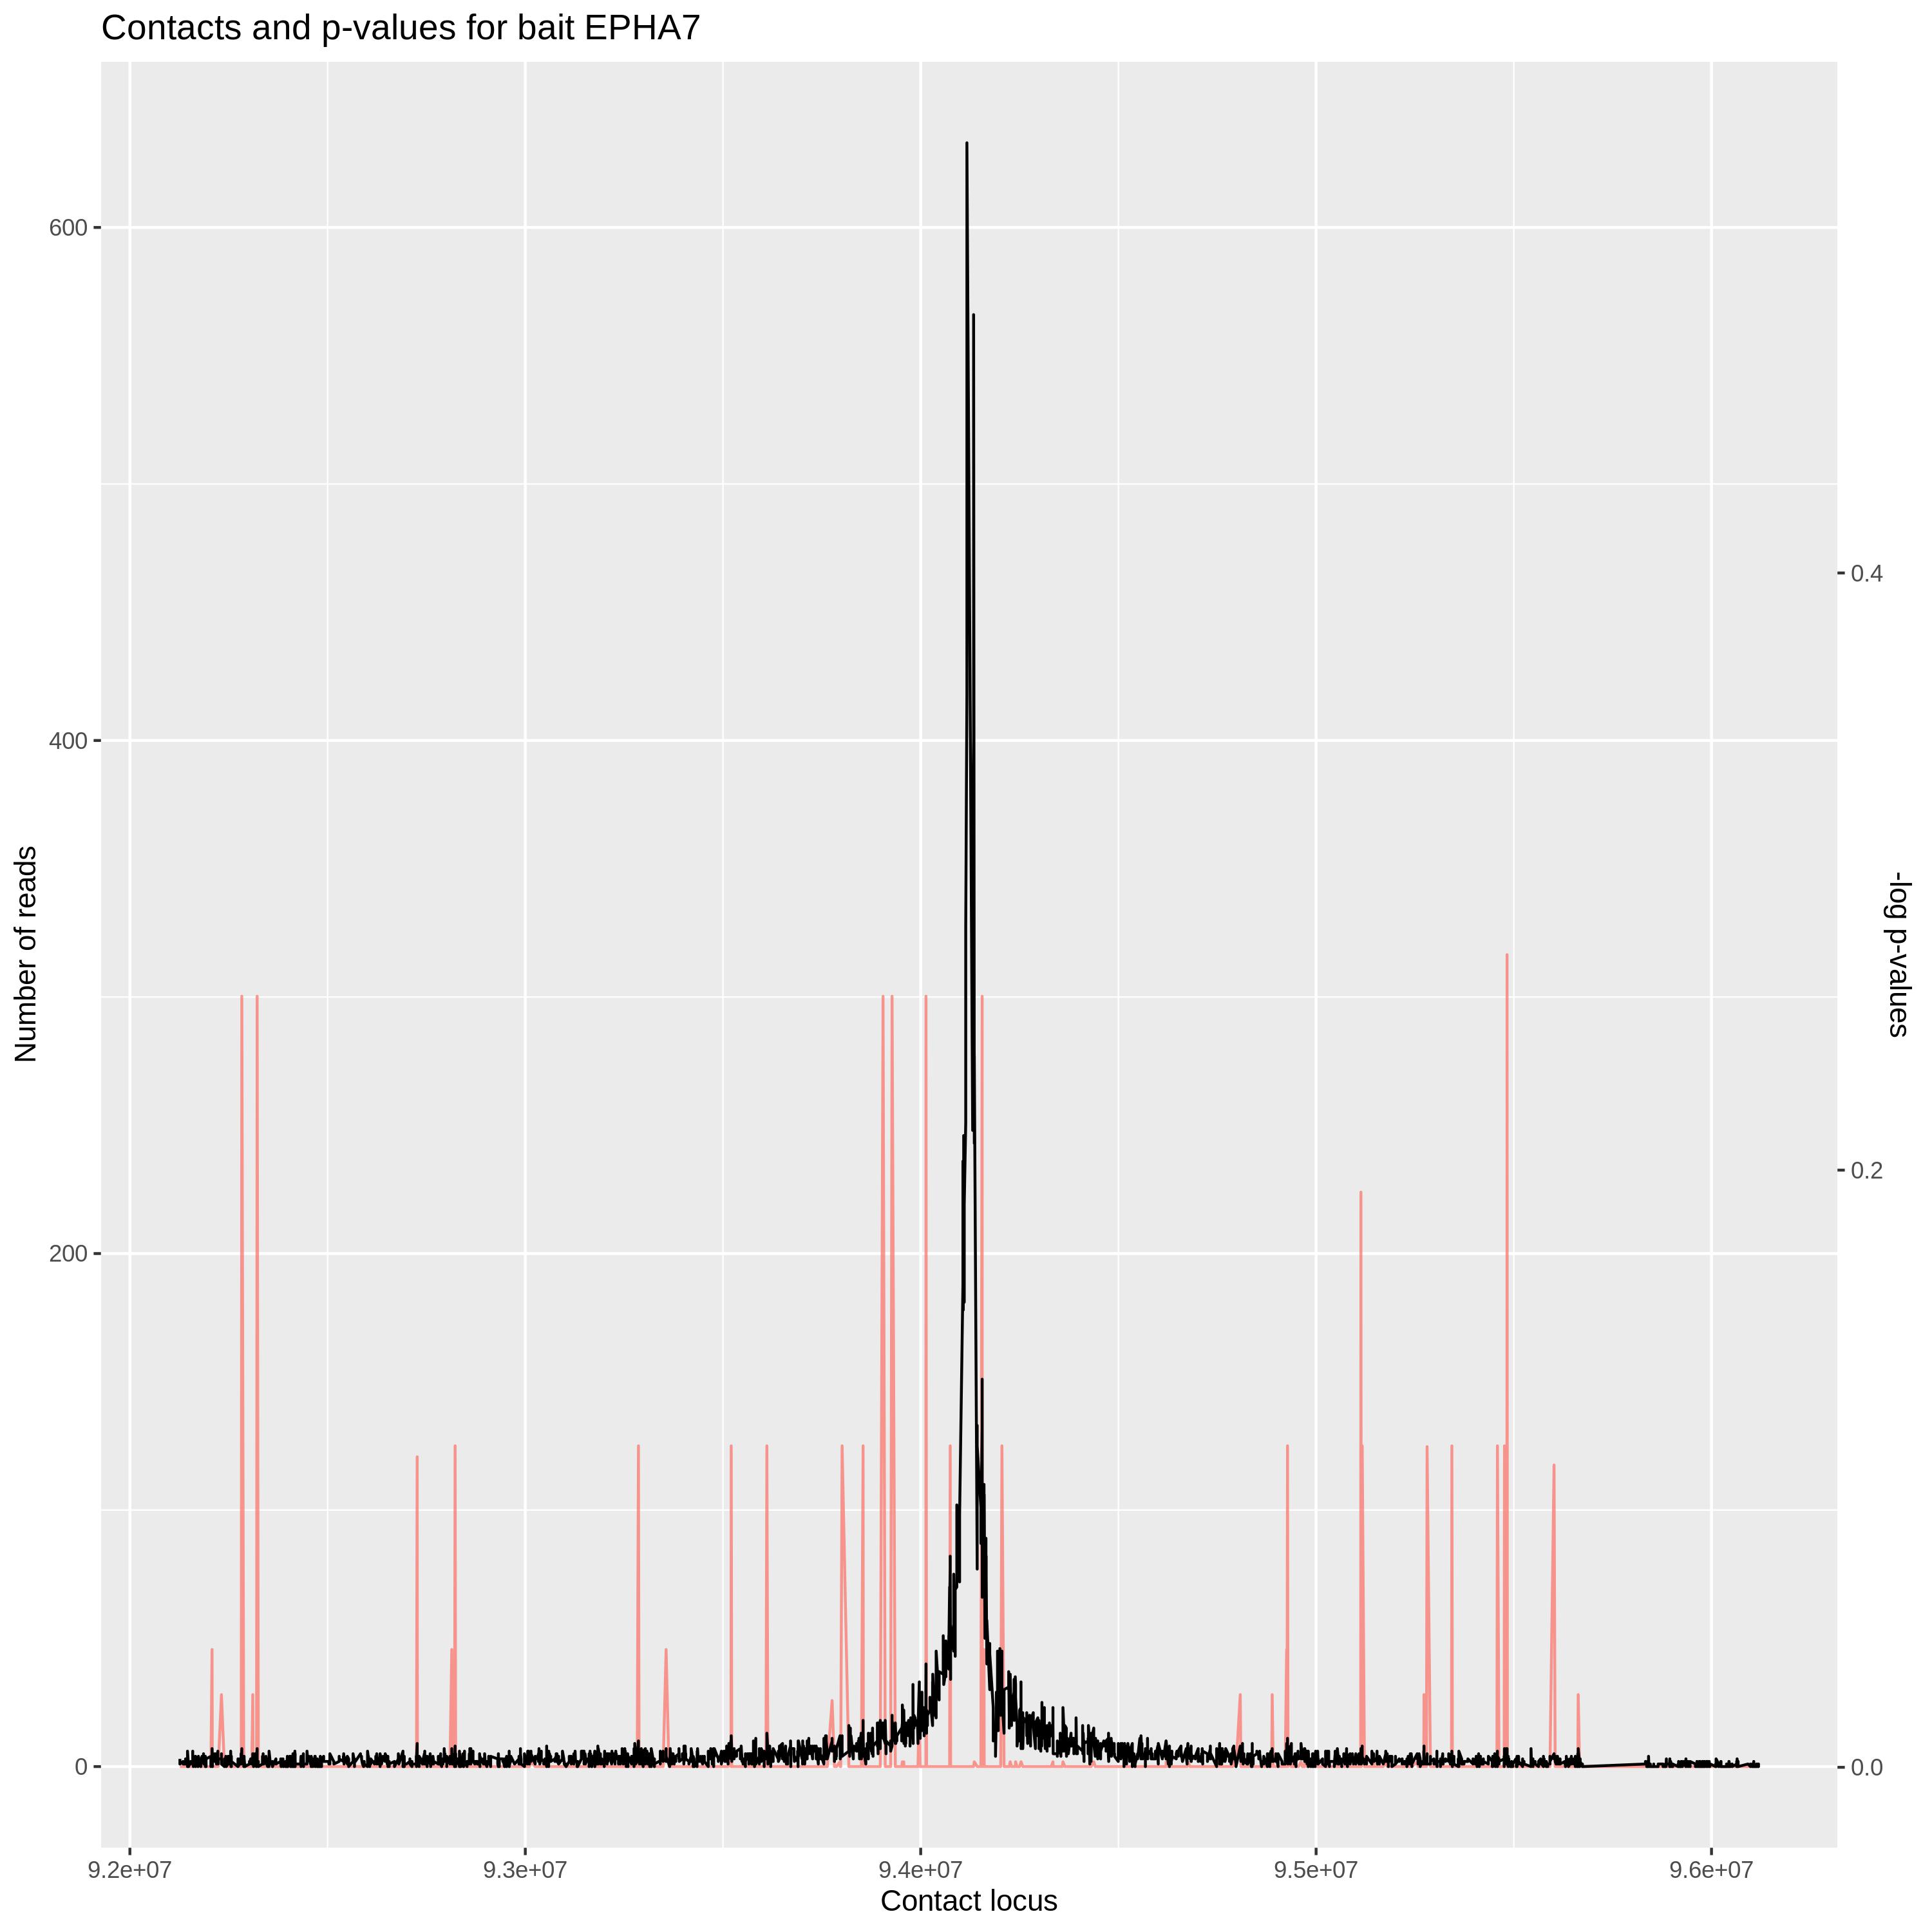 Contacts and p-values for bait EPHA7
600
400
200
0
Number of reads
0.4
0.2
0.0
-log p-values
9.2e+07
9.3e+07
9.4e+07
9.5e+07
9.6e+07
Contact locus